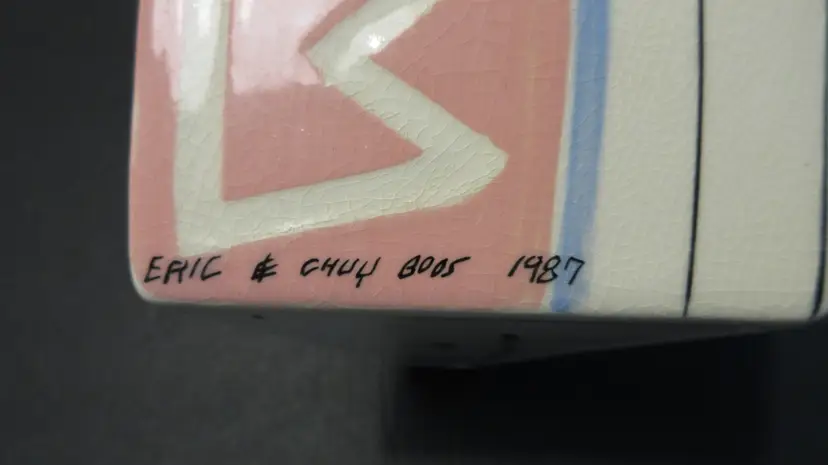 ERIC & CHUY BOOS 1987